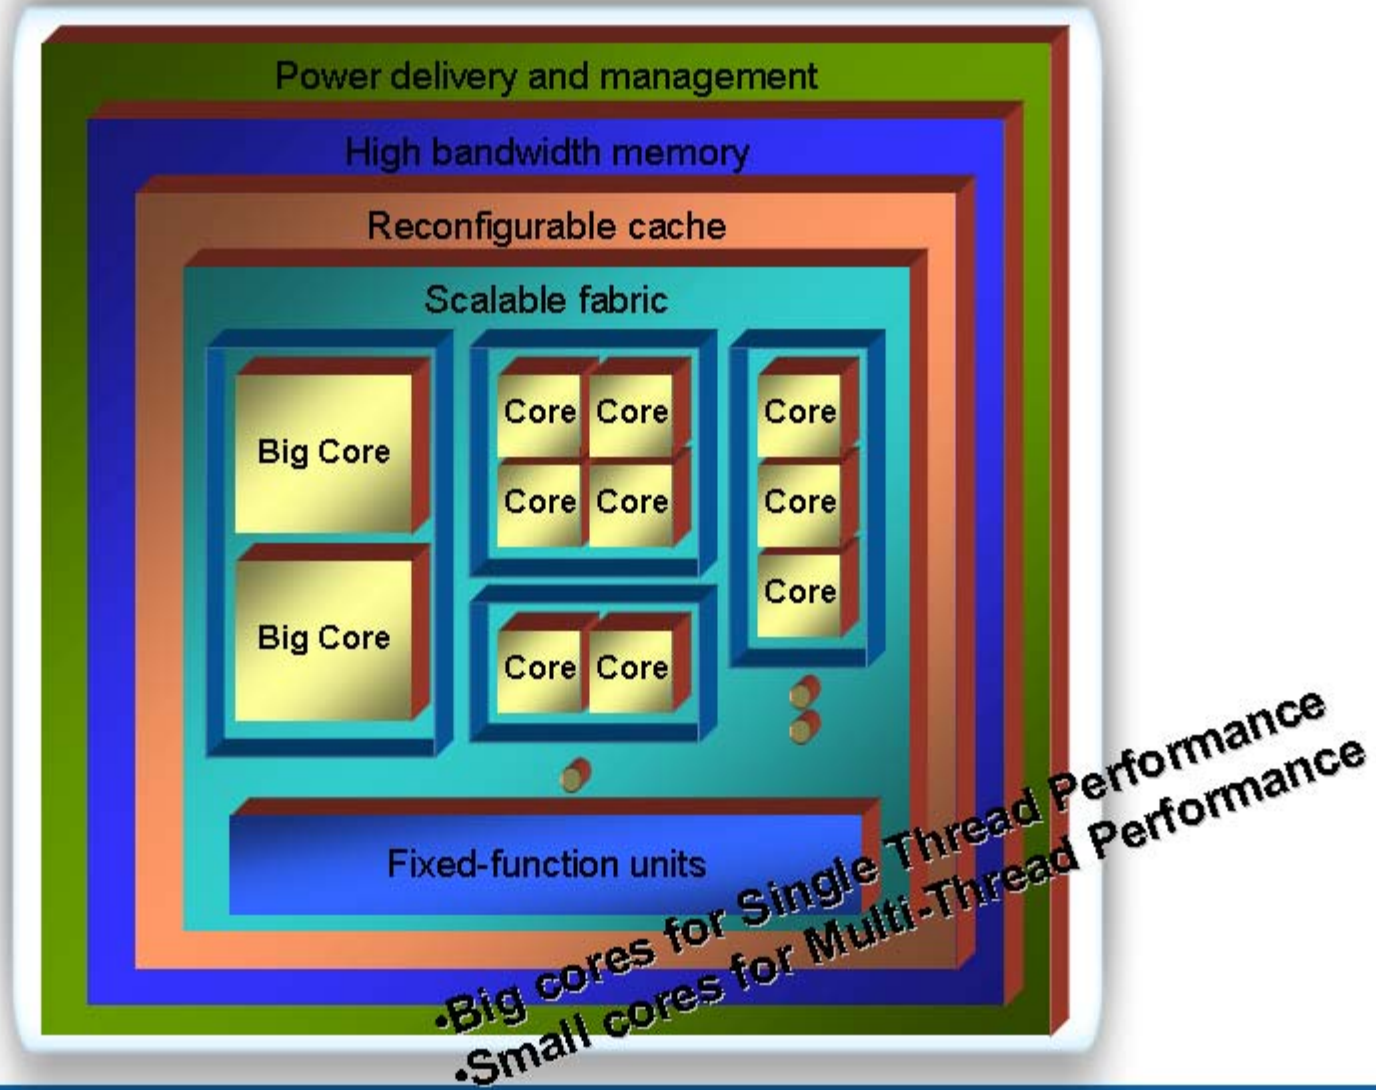 Power delivery and management
High bandwidth memory
Reconfigurable cache
Scalable fabric
Big Core
Big Core
Core Core
Core Core
Core Core
Core
Core
Core
Fixed-function units
•Big cores for Single Thread Performance
•Small cores for Multi-Thread Performance